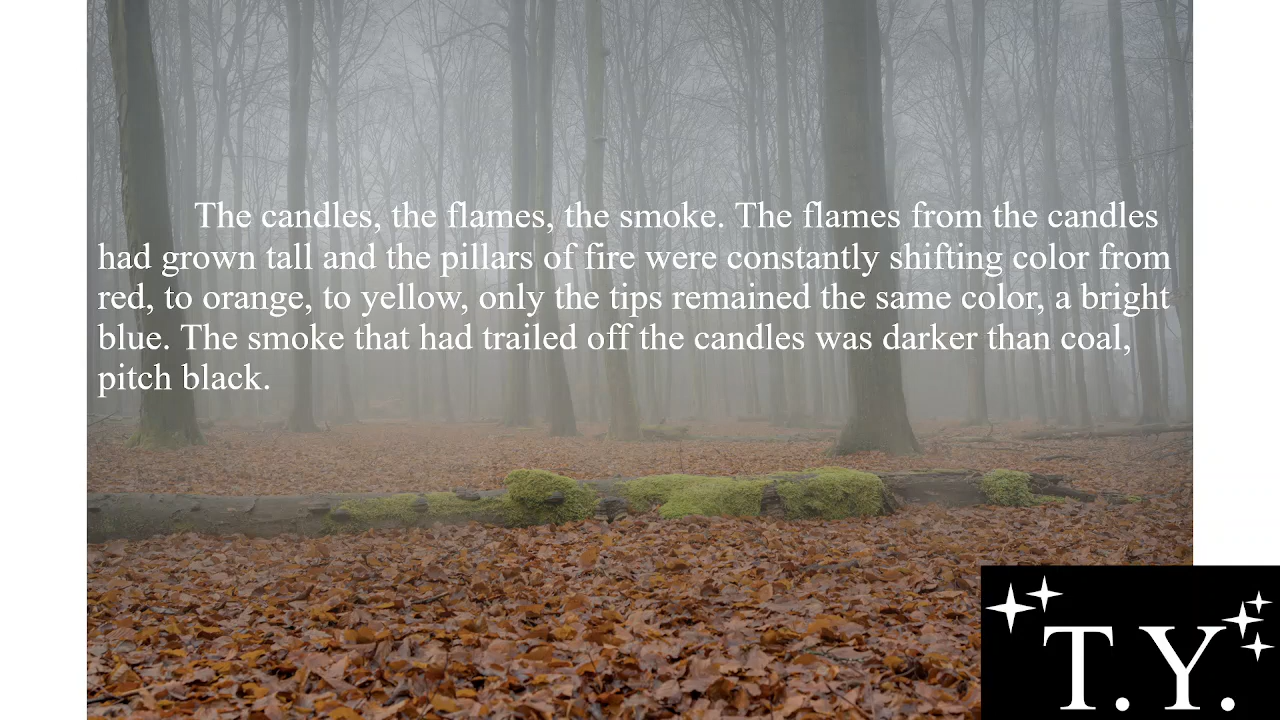 The candles, the flames, the smoke. The flames from the candles
had grown tall and the pillars of fire were constantly shifting color from
red, to orange, to yellow, only the tips remained the same color, a bright
blue. The smoke that had trailed off the candles was darker than coal,
pitch black.
T.Y.